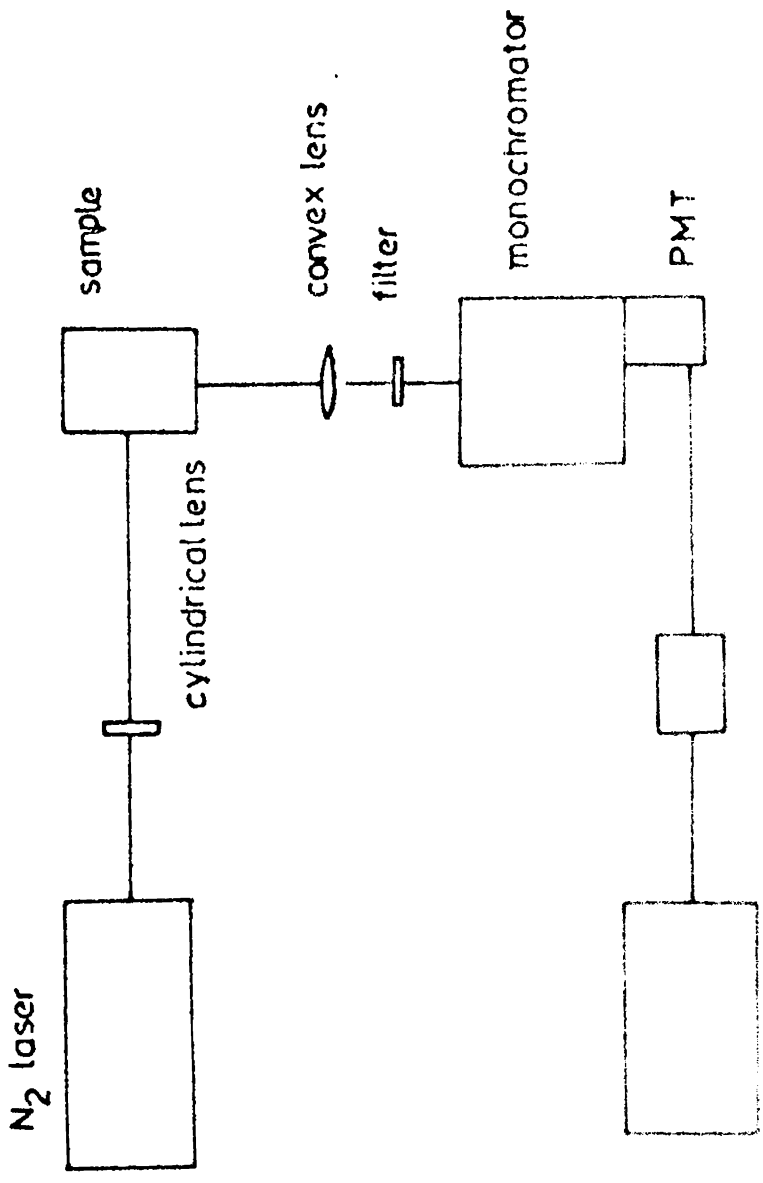 N2 laser
cylindrical lens
sample
convex lens
filter
monochromator
PMT